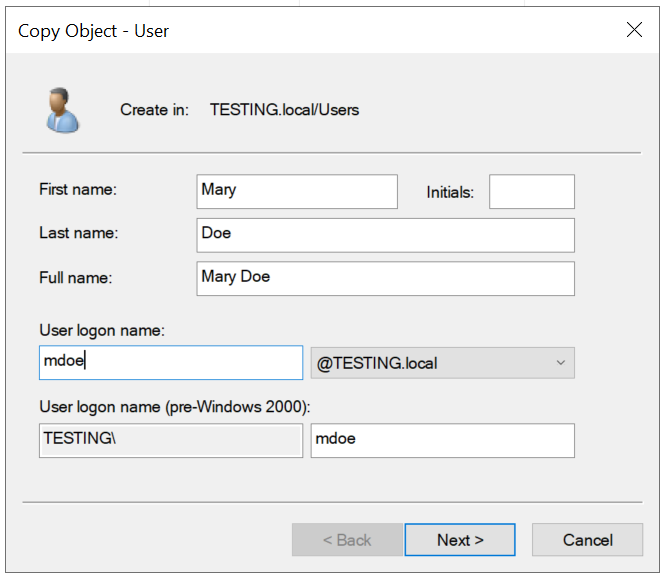 Copy Object - User
Create in: TESTING.local/Users
First name: Mary Initials:
Last name: Doe
Full name: Mary Doe
User logon name:
mdoe @TESTING.local
User logon name (pre-Windows 2000):
TESTING\ mdoe
< Back Next > Cancel